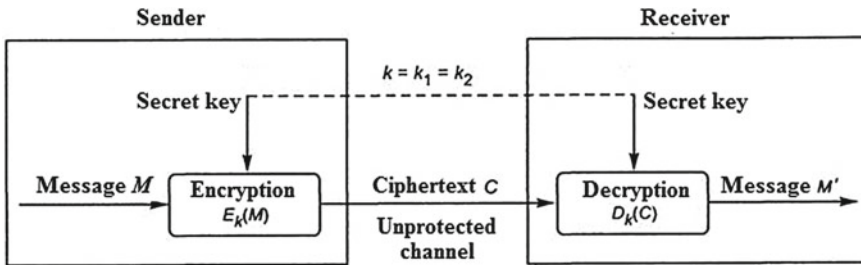 Sender
Receiver
k = k₁ = k₂
Secret key
Secret key
Message M
Encryption
Eₖ(M)
Ciphertext C
Unprotected
channel
Decryption
Dₖ(C)
Message M'